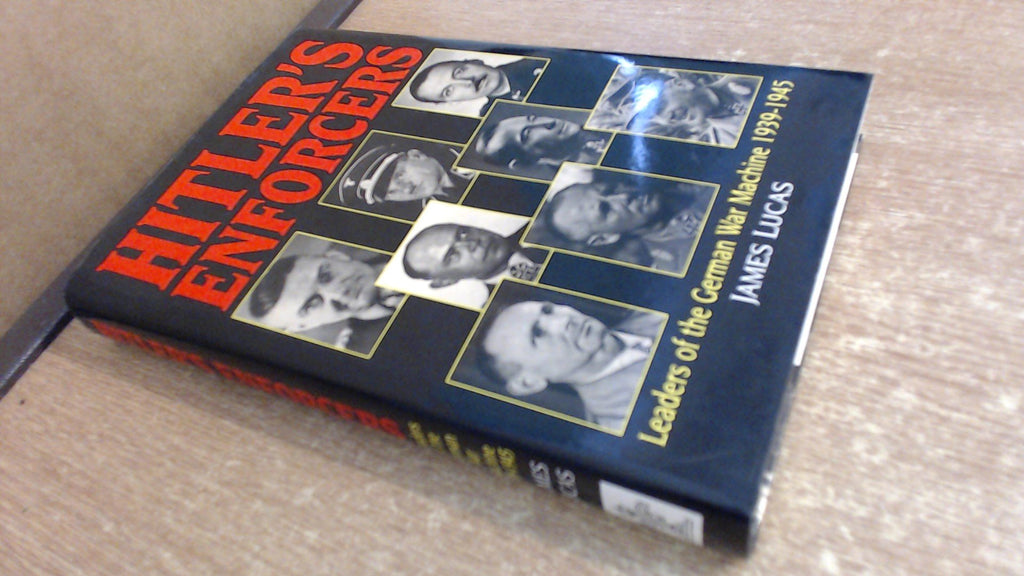 HITLER'S
ENFORCERS
Leaders of the German War Machine 1939-1945
JAMES LUCAS